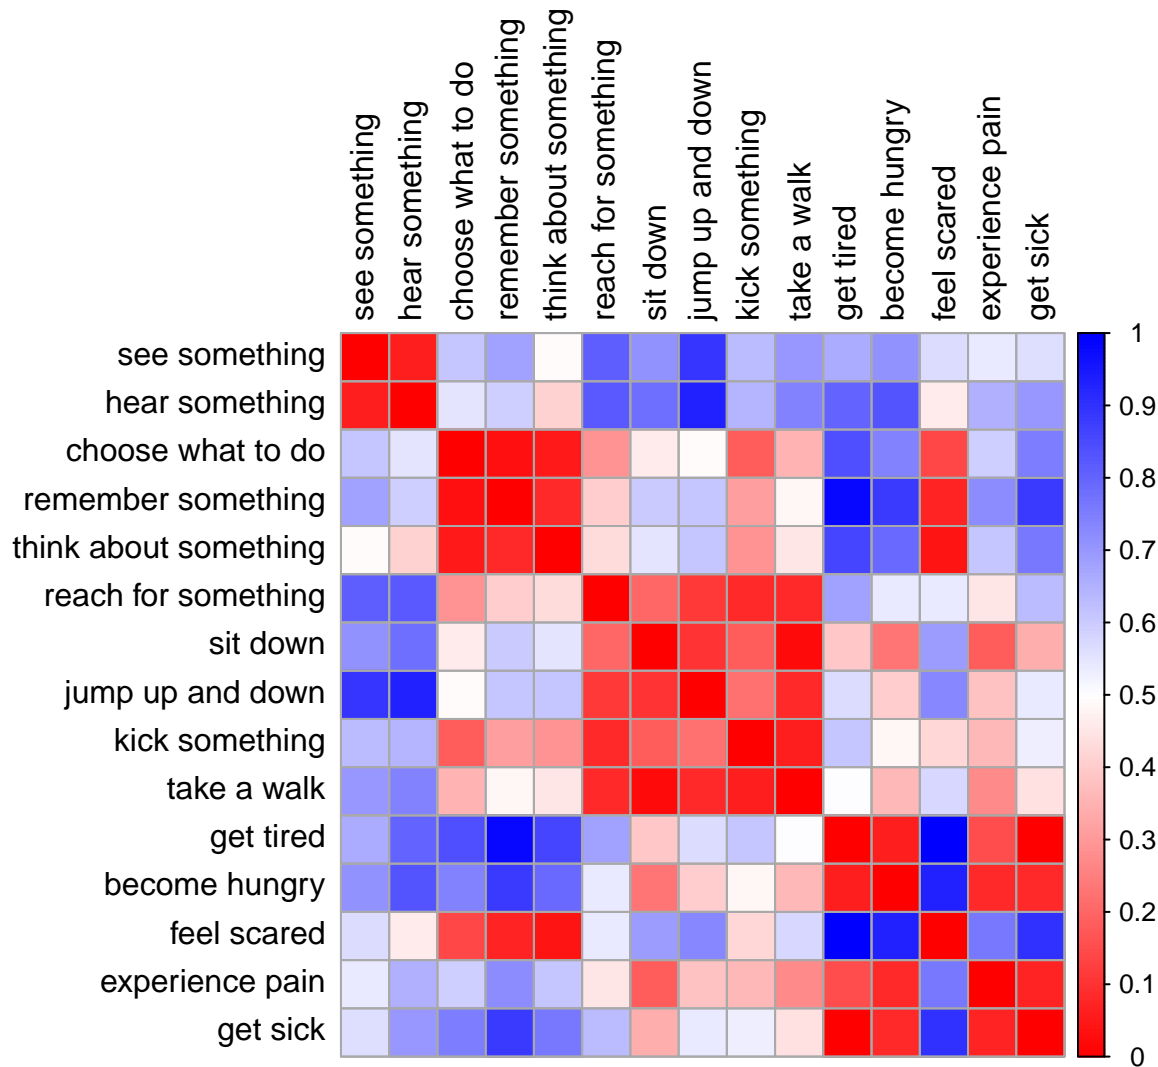 see something
hear something
choose what to do
remember something
think about something
reach for something
sit down
jump up and down
kick something
take a walk
get tired
become hungry
feel scared
experience pain
get sick
see something
hear something
choose what to do
remember something
think about something
reach for something
sit down
jump up and down
kick something
take a walk
get tired
become hungry
feel scared
experience pain
get sick
1
0.9
0.8
0.7
0.6
0.5
0.4
0.3
0.2
0.1
0